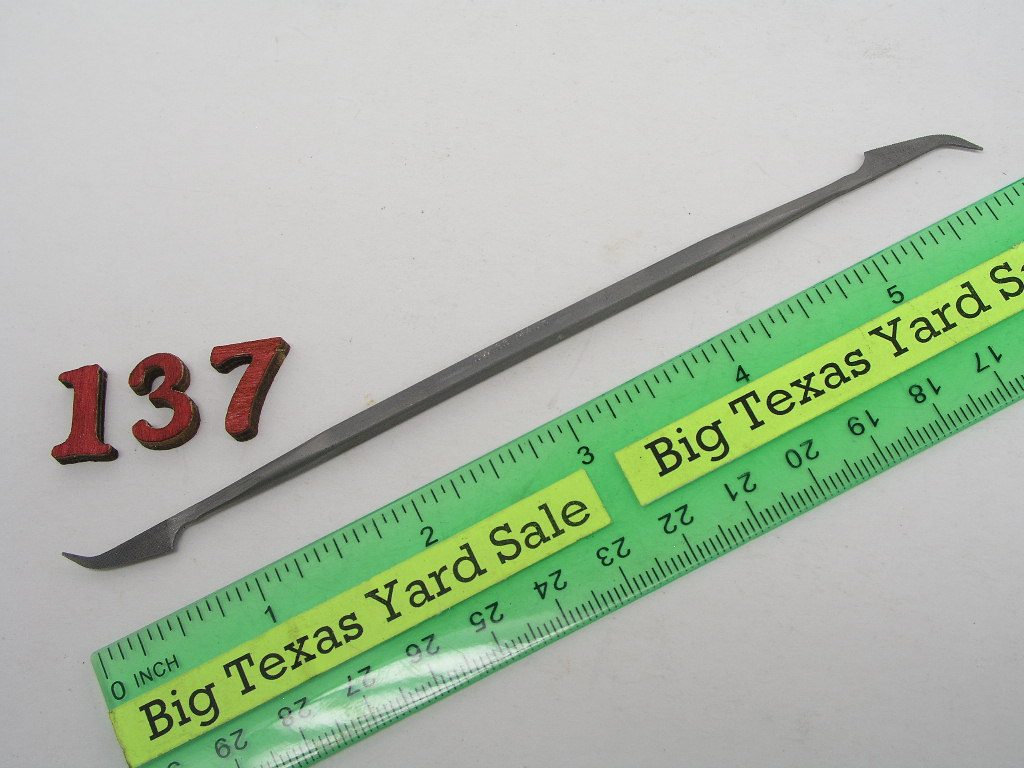 137
1 2 3 4 5
0 INCH
Big Texas Yard Sale
Big Texas Yard S
29 28 27 26 25 24 23 22 21 20 19 18 17